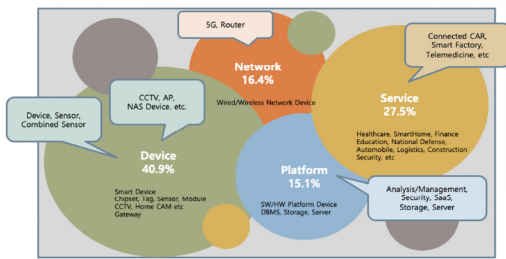 5G, Router
Network
16.4%
Wired/Wireless Network Device
Connected CAR,
Smart Factory,
Telemedicine, etc
Service
27.5%
Healthcare, SmartHome, Finance
Education, National Defense,
Automobile, Logistics, Construction
Security, etc
CCTV, AP,
NAS Device. etc.
Device, Sensor,
Combined Sensor
Device
40.9%
Smart Device
Chipset, Tag, Sensor, Module
CCTV, Home CAM etc
Gateway
Platform
15.1%
SW/HW Platform Device
DBMS, Storage, Server
Analysis/Management,
Security, SaaS,
Storage, Server